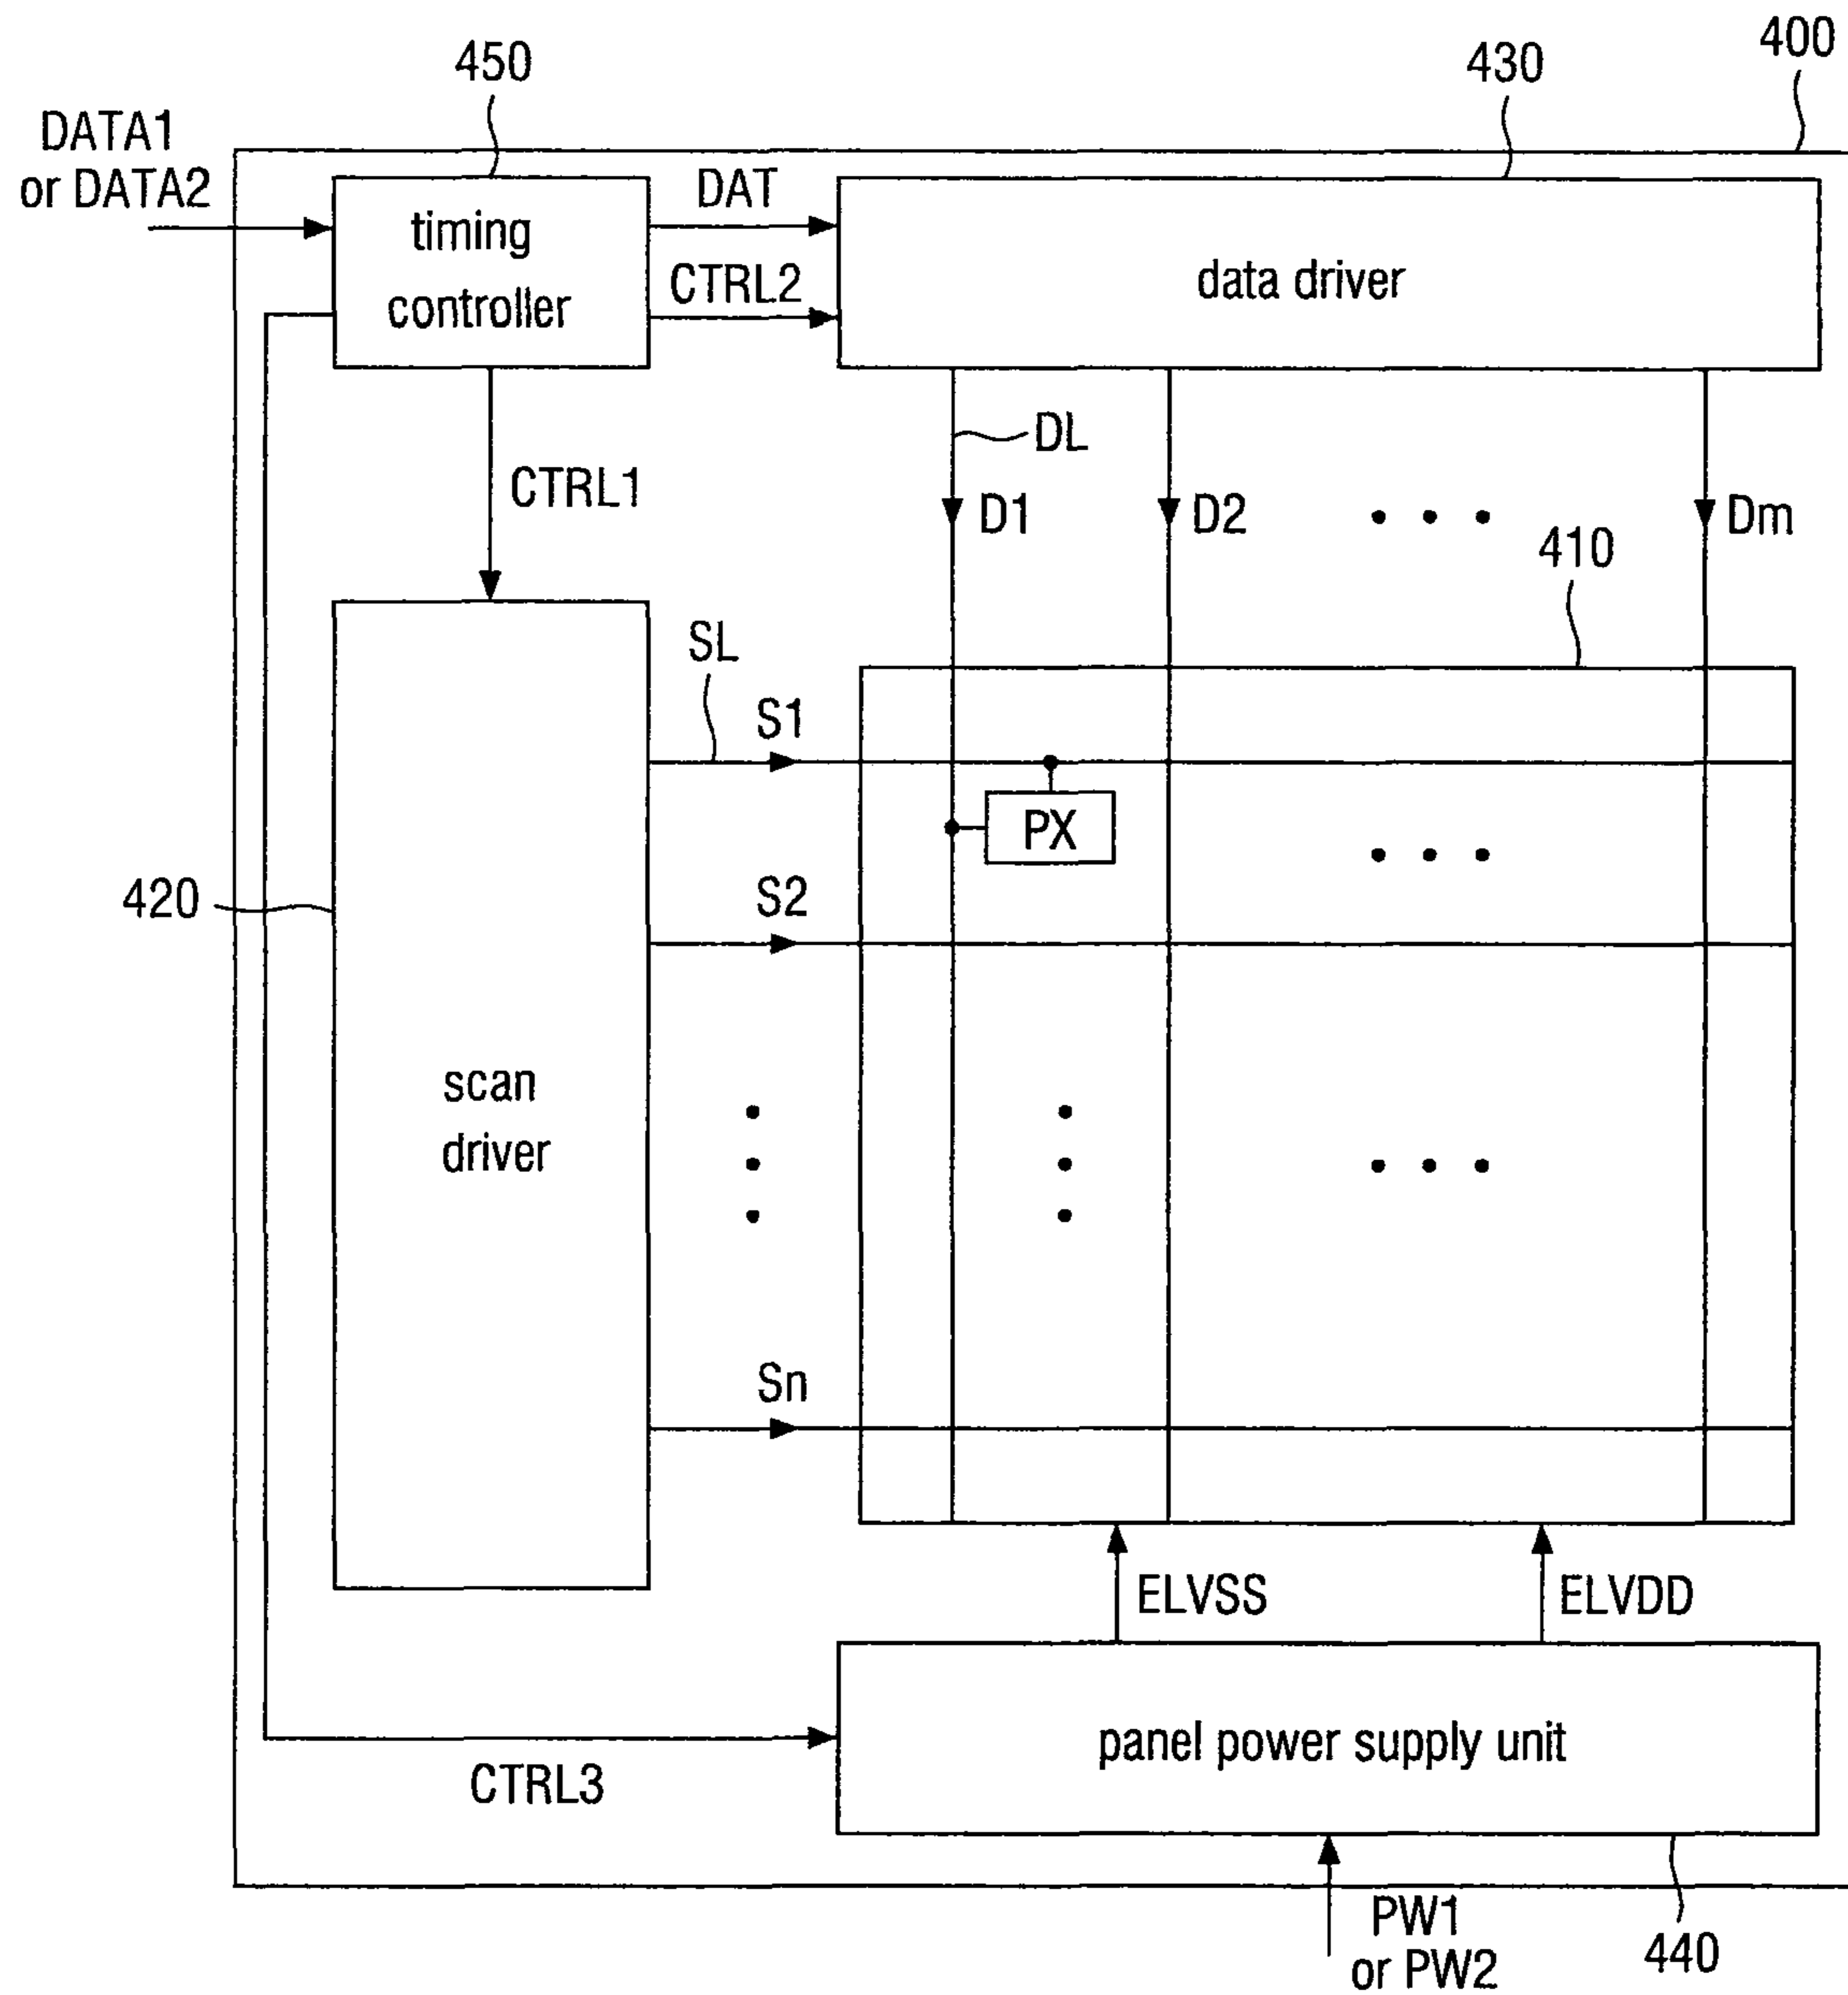 400
450
430
DATA1
or DATA2
DAT
timing
controller
CTRL2
data driver
DL
CTRL1
D1
D2
Dm
410
SL
S1
PX
420
S2
scan
driver
Sn
ELVSS
ELVDD
panel power supply unit
CTRL3
PW1
or PW2
440